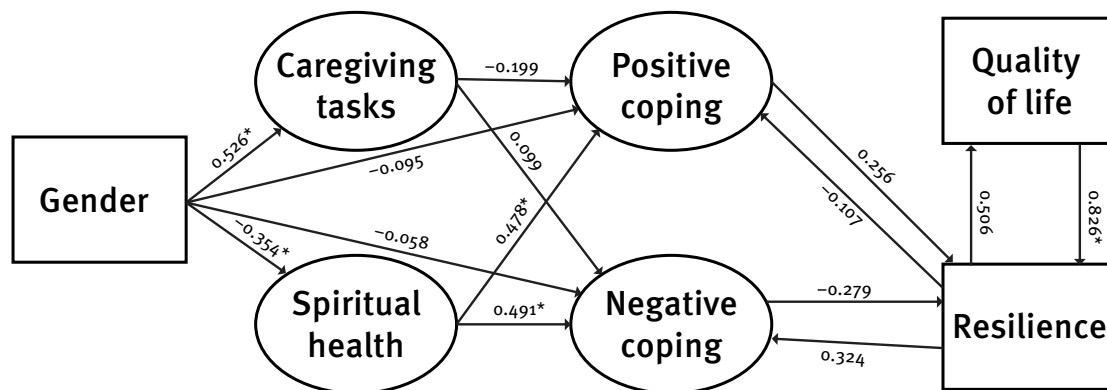 Caregiving
tasks
Positive
coping
Quality
of life
−0.199
0.526*
−0.095
0.099
0.256
−0.107
0.506
0.826*
Gender
−0.354*
−0.058
0.478*
Spiritual
health
0.491*
Negative
coping
−0.279
0.324
Resilience